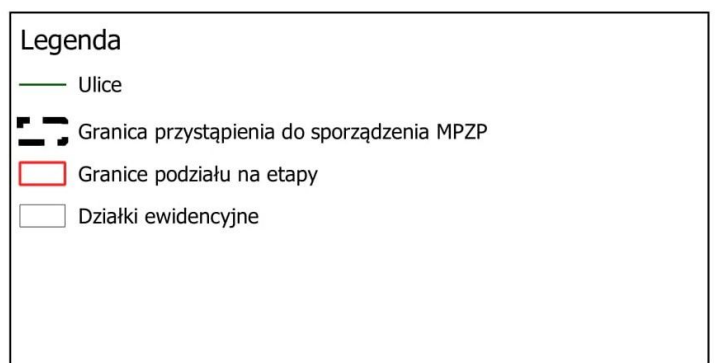 Legenda
Ulice
Granica przystąpienia do sporządzenia MPZP
Granice podziału na etapy
Działki ewidencyjne